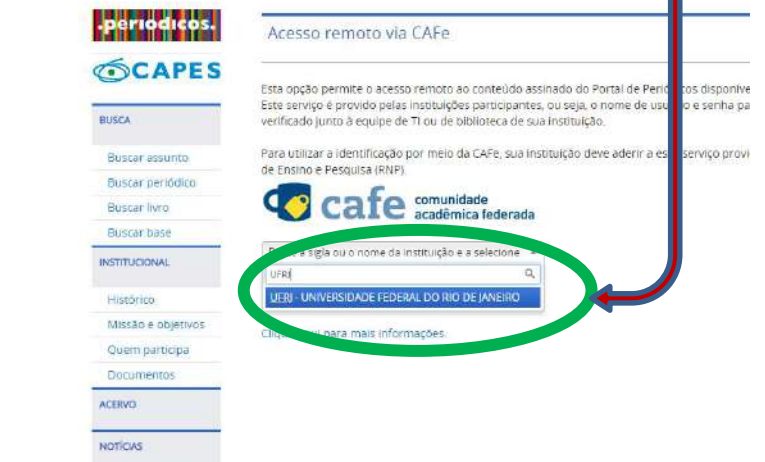 .periodicos.
CAPES
BUSCA
Buscar assunto
Buscar periódico
Buscar livro
Buscar base
INSTITUCIONAL
Histórico
Missão e objetivos
Quem participa
Documentos
ACERVO
NOTÍCIAS
Acesso remoto via CAFe
Esta opção permite o acesso remoto ao conteúdo assinado do Portal de disponíve
Este serviço é provido pelas instituições participantes, ou seja, o nome de e senha pa
verificado junto à equipe de TI ou de biblioteca de sua instituição.
Para utilizar a identificação por meio da CAFe, sua instituição deve aderir a serviço provi
de Ensino e Pesquisa (RNP)
cafe comunidade
acadêmica federada
a sigla ou o nome da instituição e a selecione
UFRJ
UFRJ - UNIVERSIDADE FEDERAL DO RIO DE JANEIRO
para mais informações.